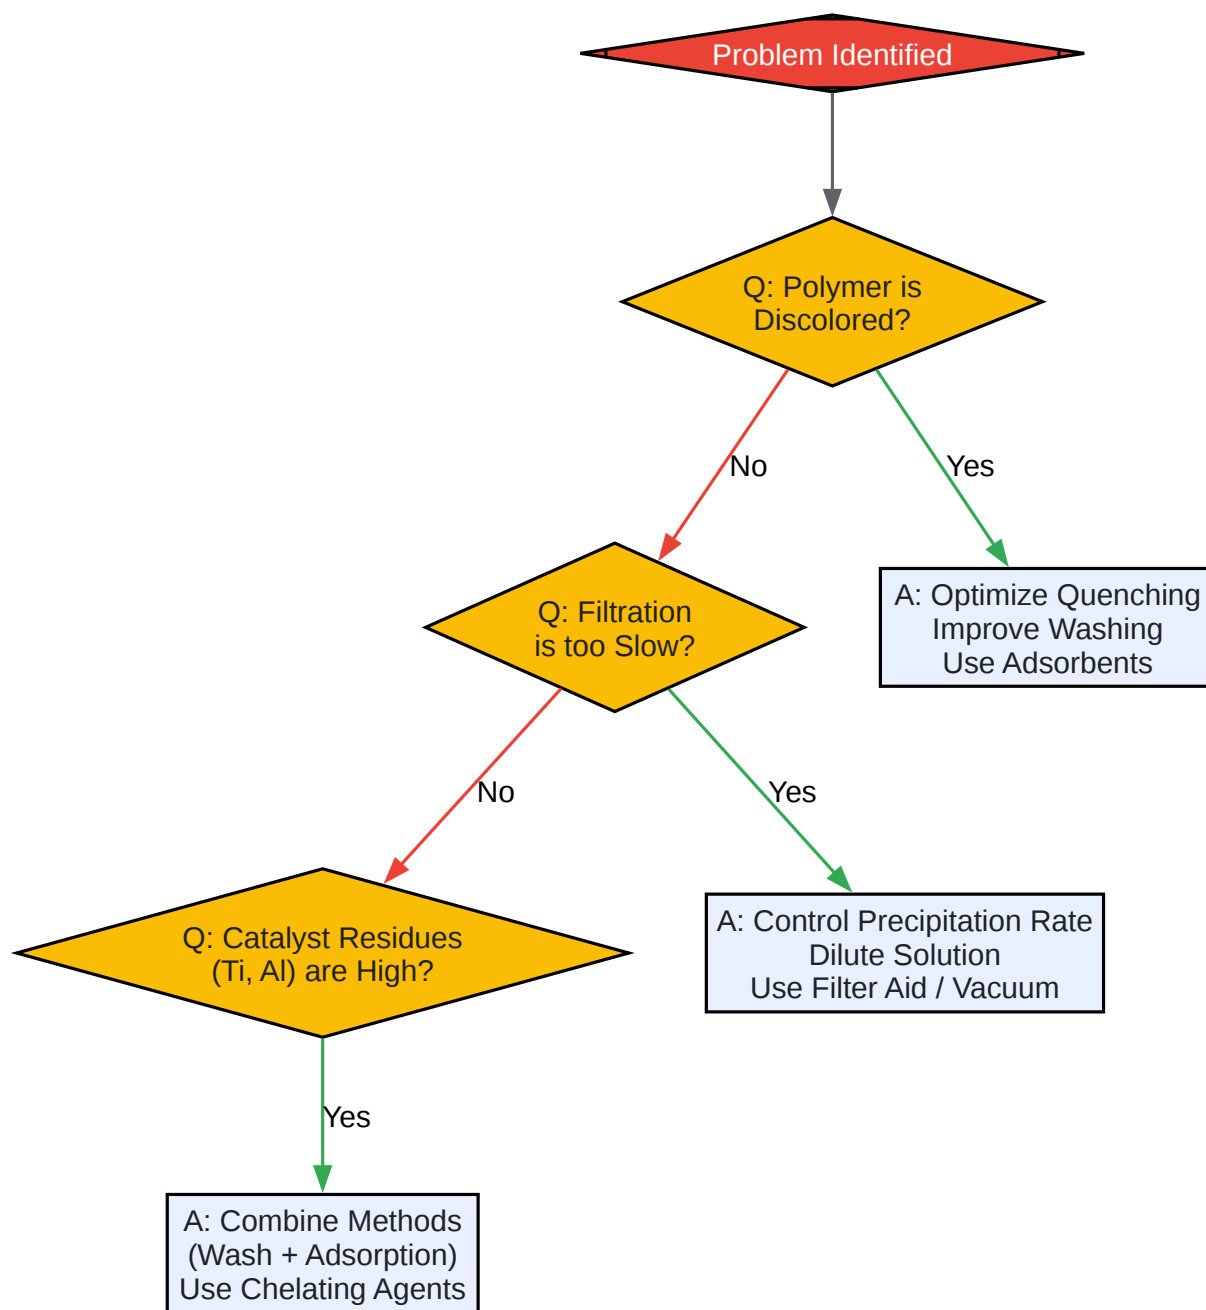 Problem Identified
Q: Polymer is
Discolored?
No
Yes
Q: Filtration
is too Slow?
A: Optimize Quenching
Improve Washing
Use Adsorbents
No
Yes
Q: Catalyst Residues
(Ti, Al) are High?
A: Control Precipitation Rate
Dilute Solution
Use Filter Aid / Vacuum
Yes
A: Combine Methods
(Wash + Adsorption)
Use Chelating Agents